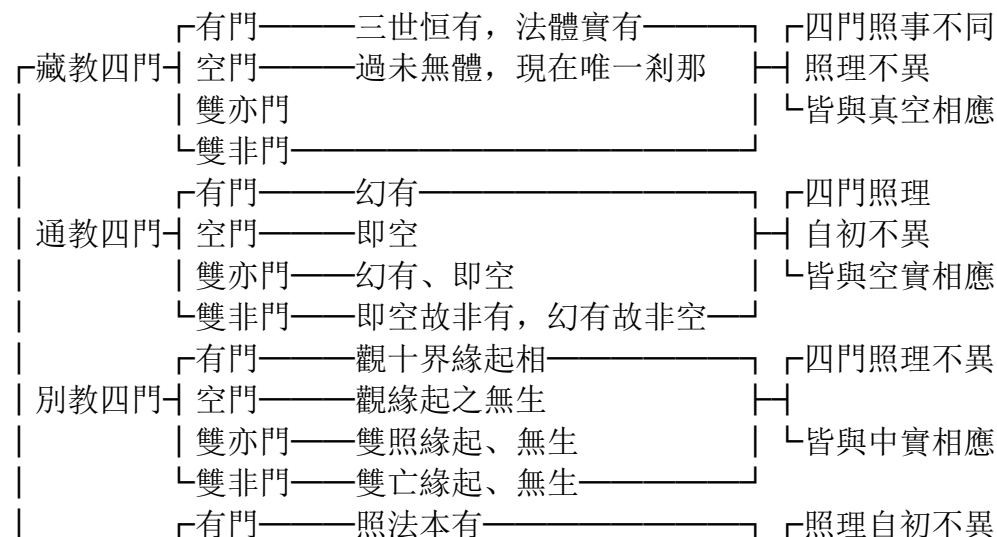 ┌有門────三世恒有，法體實有─────┐ ┌四門照事不同
┌藏教四門┤ 空門────過未無體，現在唯一剎那 ├┤ 照理不異
│ │ 雙亦門 │ └皆與真空相應
│ └雙非門──────────────────┘
│ ┌有門────幻有──────────────┐ ┌四門照理
│ 通教四門┤ 空門────即空 ├┤ 自初不異
│ │ 雙亦門───幻有、即空 │ └皆與空實相應
│ └雙非門───即空故非有，幻有故非空──┘
│ ┌有門────觀十界緣起相─────────┐ ┌四門照理不異
│ 別教四門┤ 空門────觀緣起之無生 ├┤
│ │ 雙亦門───雙照緣起、無生 │ └皆與中實相應
│ └雙非門───雙亡緣起、無生───────┘
│ ┌有門────照法本有───────────┐ ┌照理自初不異